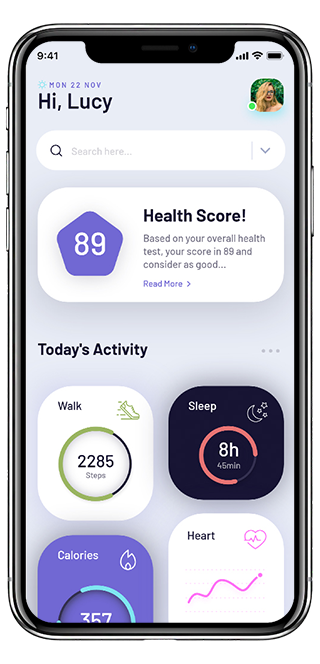 9:41
MON 22 NOV
Hi, Lucy
Search here...
Health Score!
89
Based on your overall health
test, your score in 89 and
consider as good...
Read More >
Today's Activity
Walk
2285
Steps
Sleep
8h
45min
Calories
357
Heart